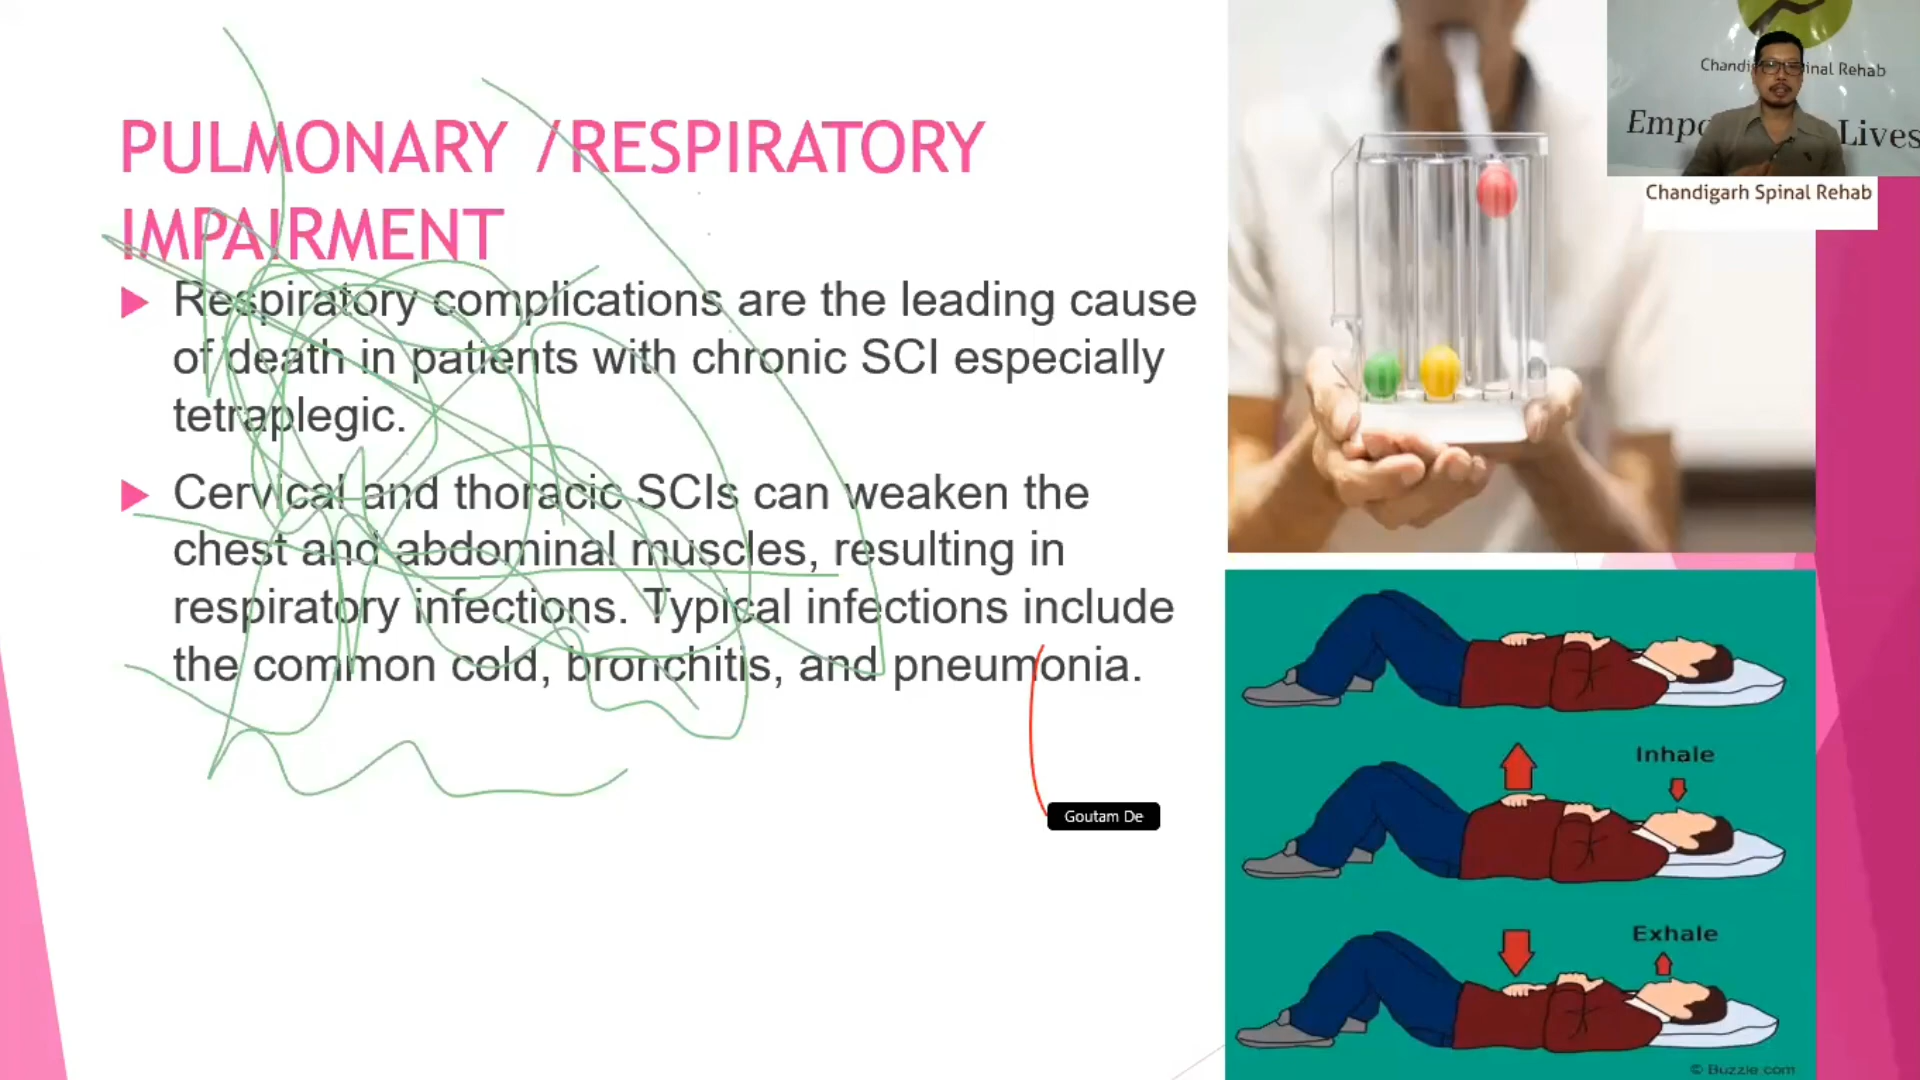 PULMONARY /RESPIRATORY
IMPAIRMENT
Respiratory complications are the leading cause
of death in patients with chronic SCI especially
tetraplegic.
Cervical and thoracic SCIs can weaken the
chest and abdominal muscles, resulting in
respiratory infections. Typical infections include
the common cold, bronchitis, and pneumonia.
Goutam De
Chandi inal Rehab
Empo Lives
Chandigarh Spinal Rehab
Inhale
Exhale
© Buzzle.com